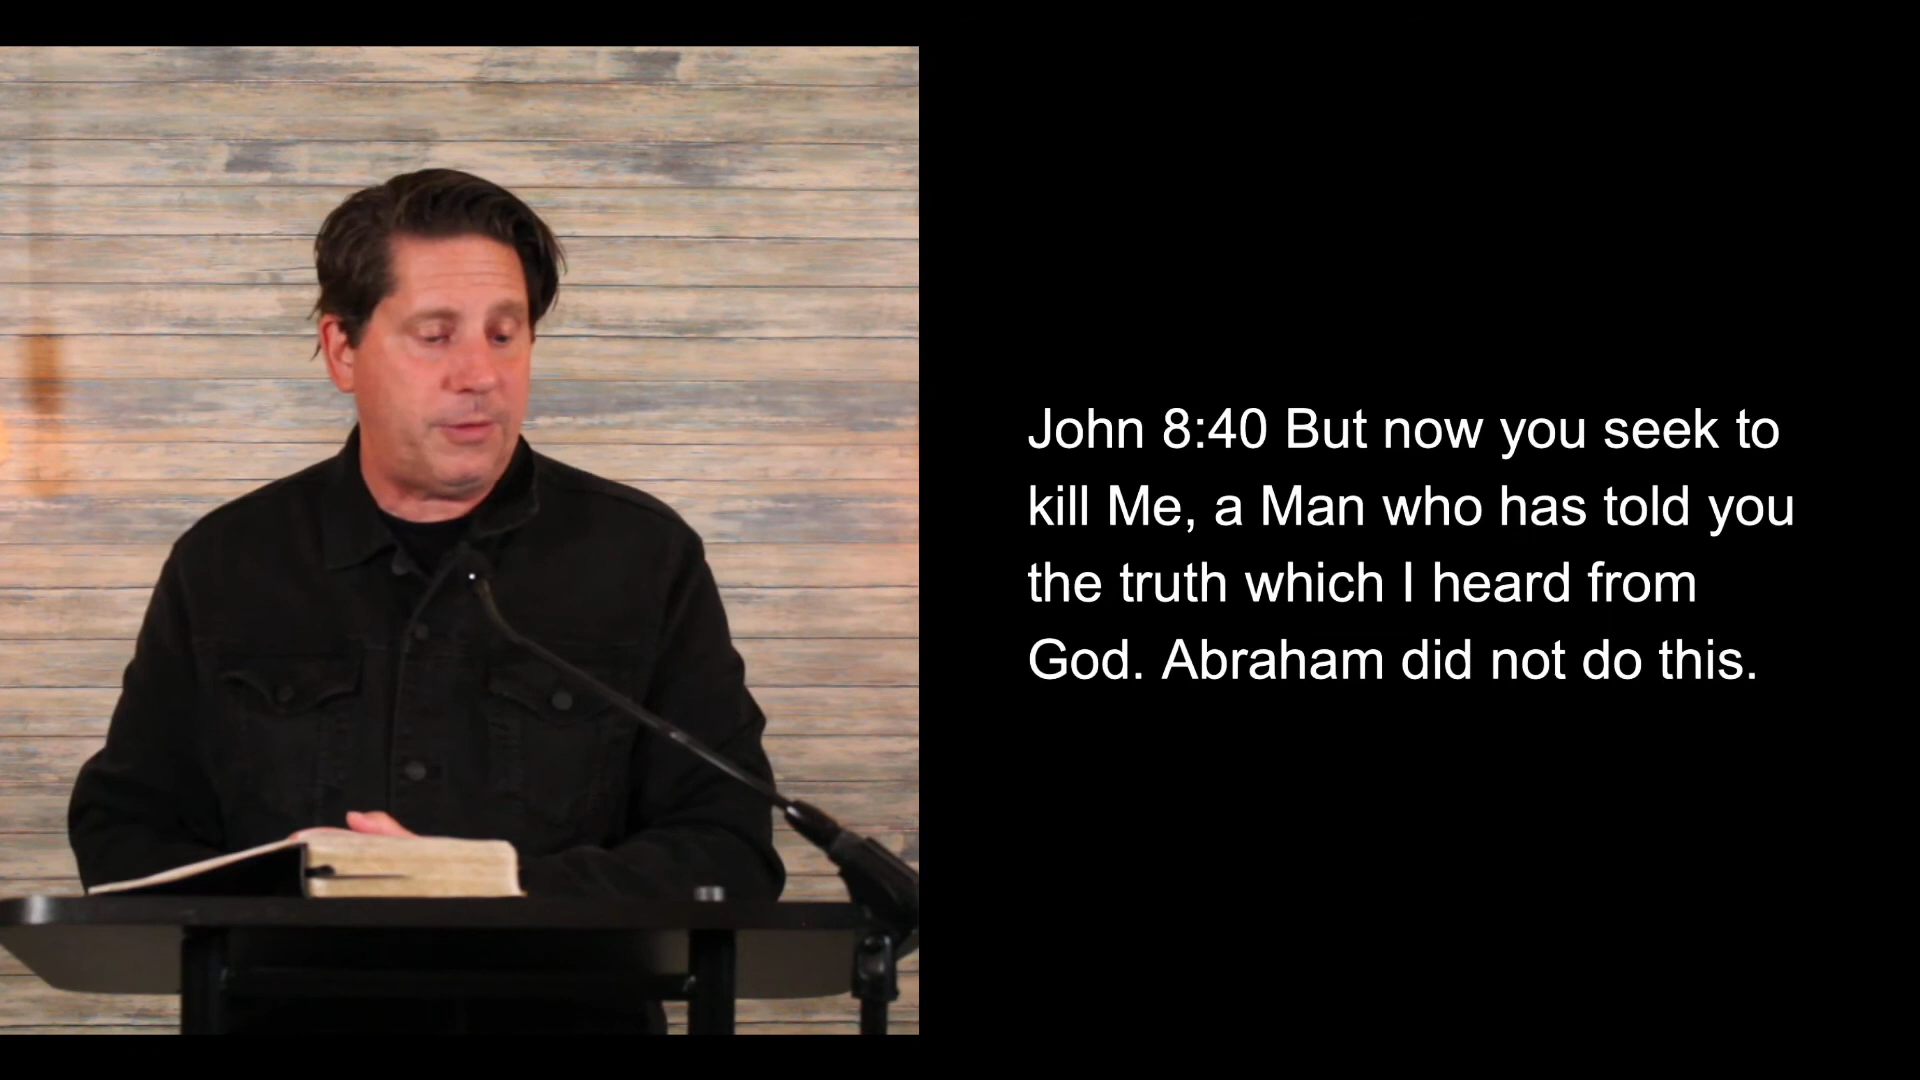 John 8:40 But now you seek to
kill Me, a Man who has told you
the truth which I heard from
God. Abraham did not do this.